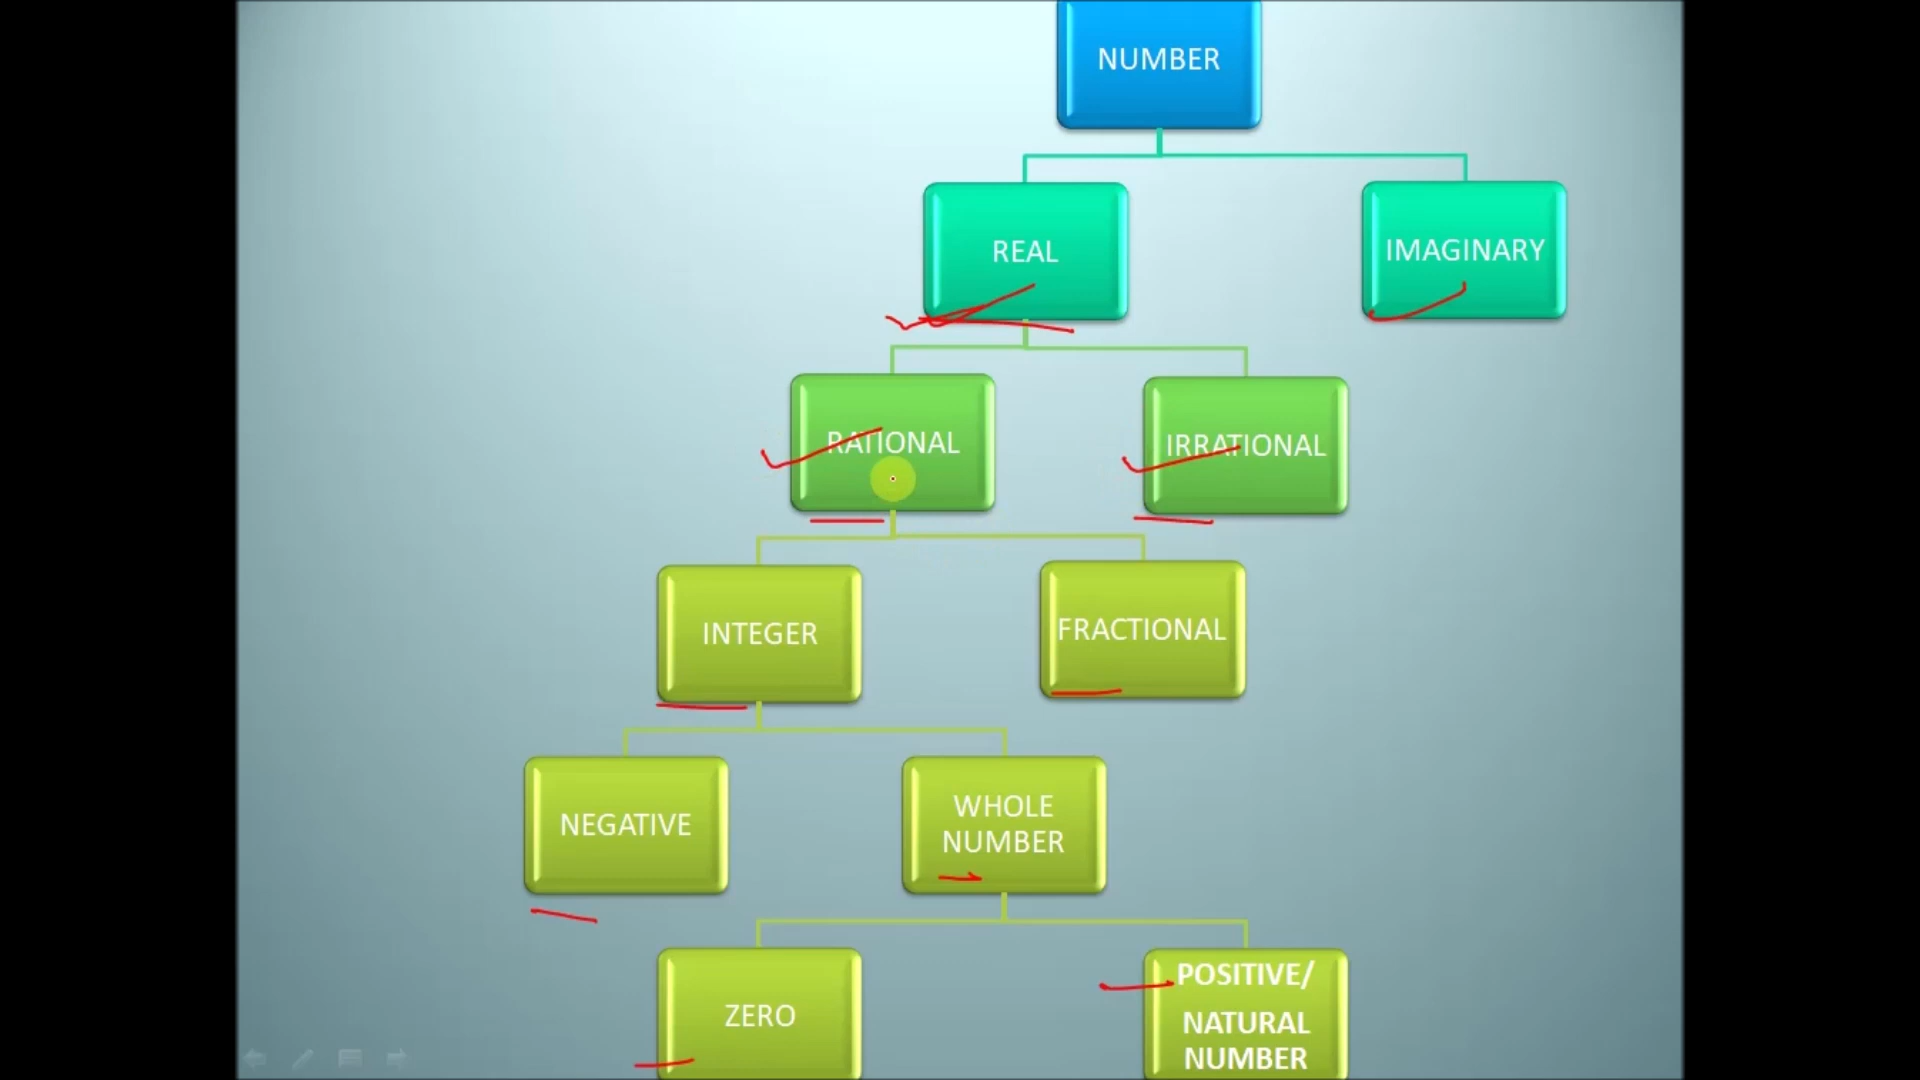 NUMBER
REAL
IMAGINARY
RATIONAL
IRRATIONAL
INTEGER
FRACTIONAL
NEGATIVE
WHOLE
NUMBER
ZERO
POSITIVE/
NATURAL
NUMBER